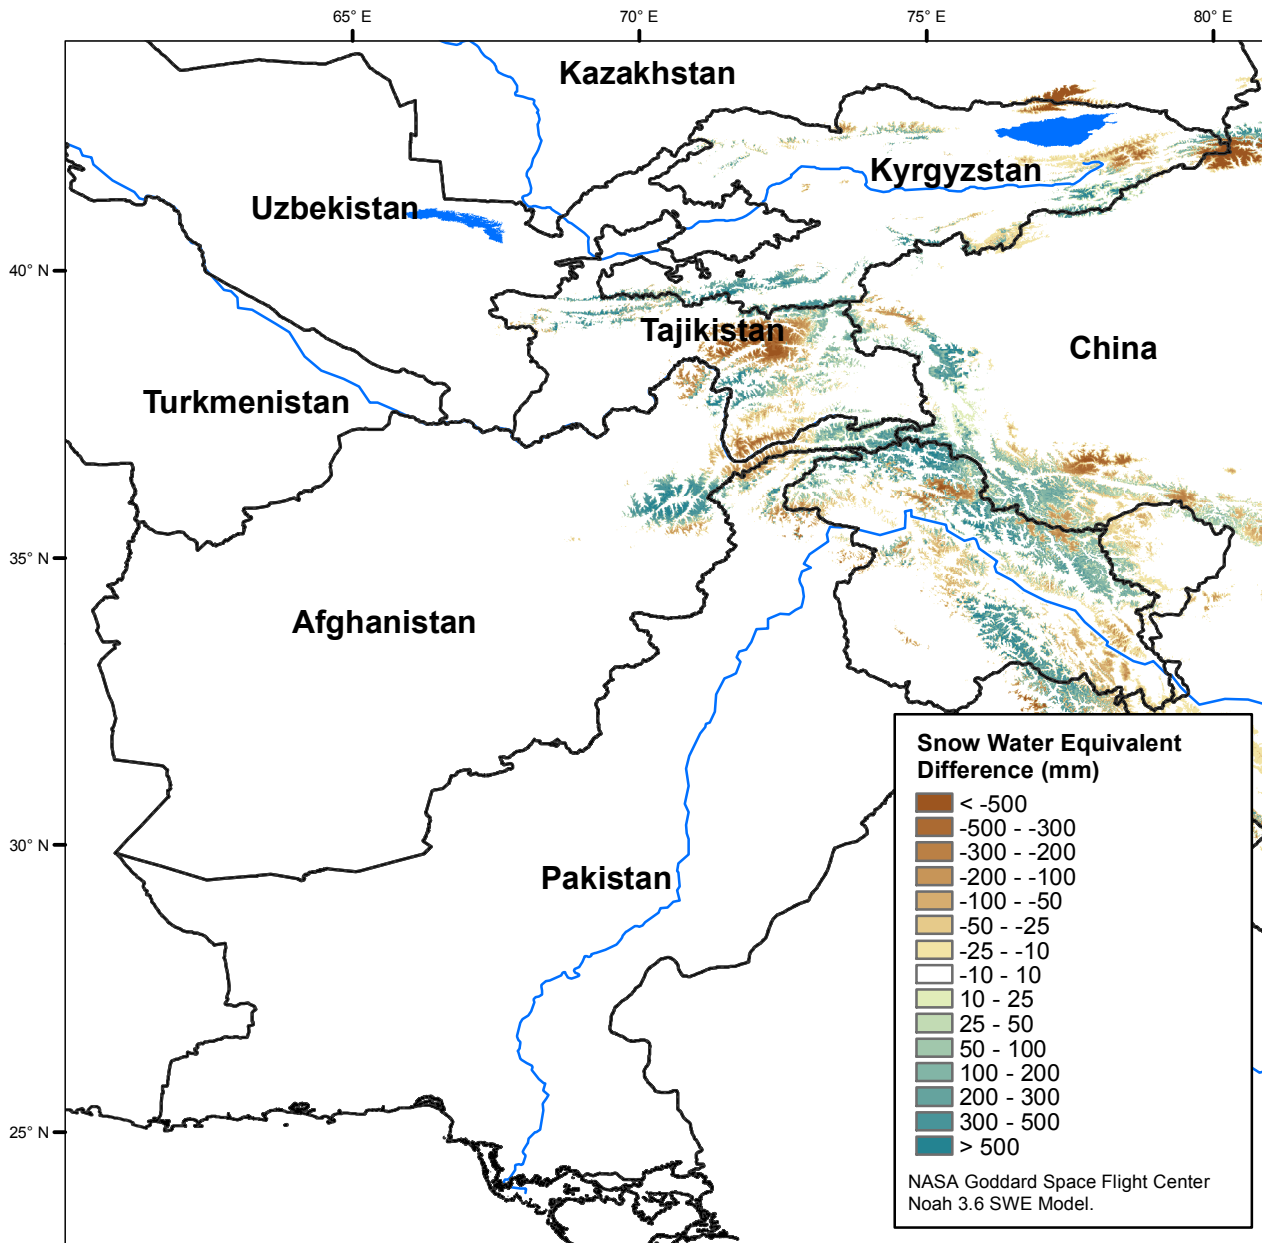 65° E
70° E
75° E
80° E
Kazakhstan
Kyrgyzstan
Uzbekistan
40° N
Tajikistan
China
Turkmenistan
35° N
Afghanistan
30° N
Pakistan
25° N
Snow Water Equivalent
Difference (mm)
< -500
-500 - -300
-300 - -200
-200 - -100
-100 - -50
-50 - -25
-25 - -10
-10 - 10
10 - 25
25 - 50
50 - 100
100 - 200
200 - 300
300 - 500
> 500
NASA Goddard Space Flight Center
Noah 3.6 SWE Model.